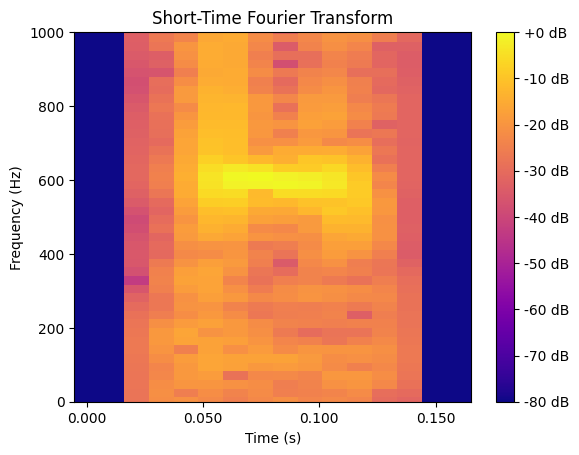 Short-Time Fourier Transform
Frequency (Hz)
1000
800
600
400
200
0
0.000
0.050
0.100
0.150
Time (s)
+0 dB
-10 dB
-20 dB
-30 dB
-40 dB
-50 dB
-60 dB
-70 dB
-80 dB